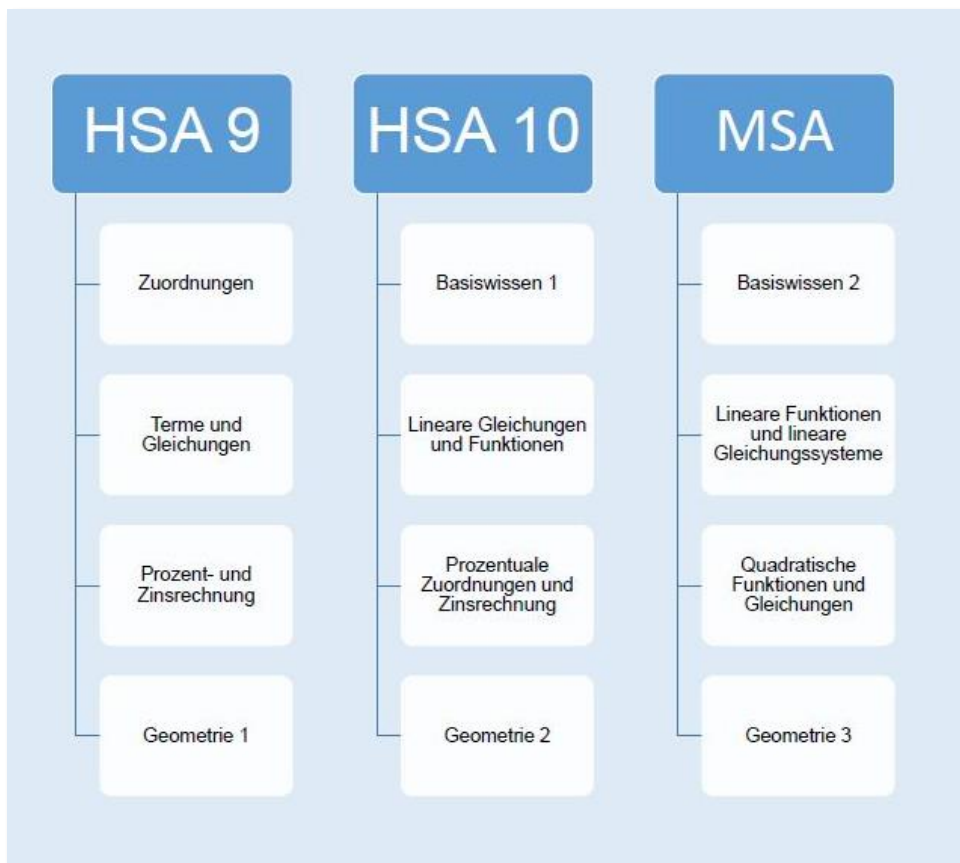 HSA 9
Zuordnungen
Terme und
Gleichungen
Prozent- und
Zinsrechnung
Geometrie 1
HSA 10
Basiswissen 1
Lineare Gleichungen
und Funktionen
Prozentuale
Zuordnungen und
Zinsrechnung
Geometrie 2
MSA
Basiswissen 2
Lineare Funktionen
und lineare
Gleichungssysteme
Quadratische
Funktionen und
Gleichungen
Geometrie 3